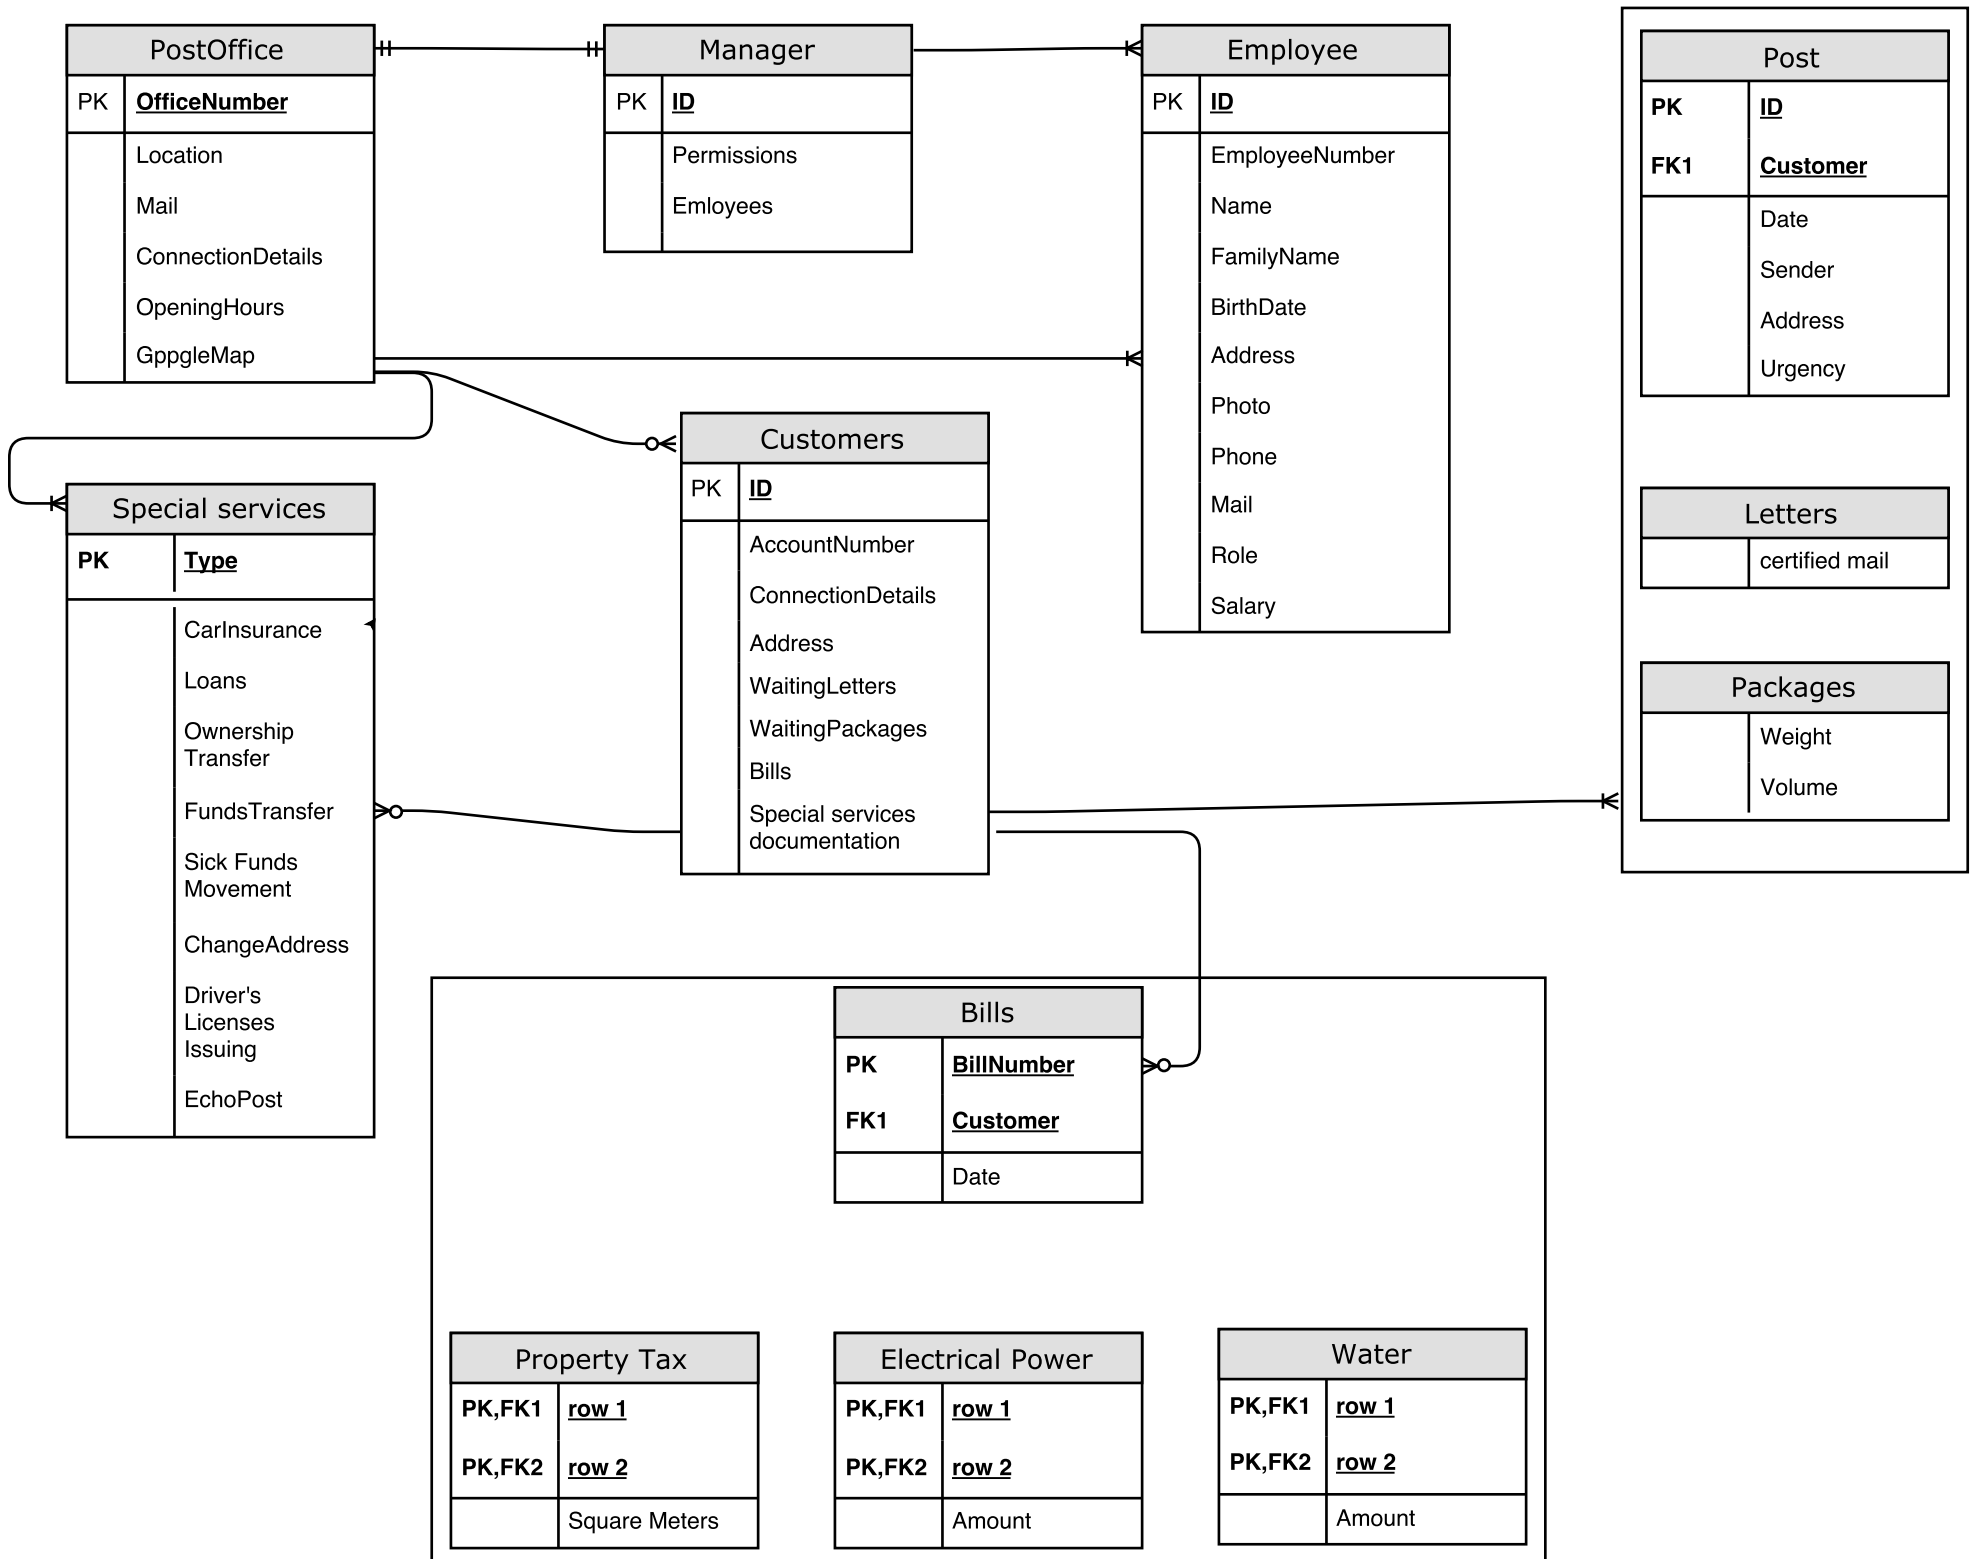 PostOffice
PK OfficeNumber
Location
Mail
ConnectionDetails
OpeningHours
GppgleMap
Manager
PK ID
Permissions
Emloyees
Employee
PK ID
EmployeeNumber
Name
FamilyName
BirthDate
Address
Photo
Phone
Mail
Role
Salary
Post
PK ID
FK1 Customer
Date
Sender
Address
Urgency
Letters
certified mail
Packages
Weight
Volume
Customers
PK ID
AccountNumber
ConnectionDetails
Address
WaitingLetters
WaitingPackages
Bills
Special services
documentation
Special services
PK Type
CarInsurance
Loans
Ownership
Transfer
FundsTransfer
Sick Funds
Movement
ChangeAddress
Driver's
Licenses
Issuing
EchoPost
Bills
PK BillNumber
FK1 Customer
Date
Property Tax
PK,FK1 row 1
PK,FK2 row 2
Square Meters
Electrical Power
PK,FK1 row 1
PK,FK2 row 2
Amount
Water
PK,FK1 row 1
PK,FK2 row 2
Amount